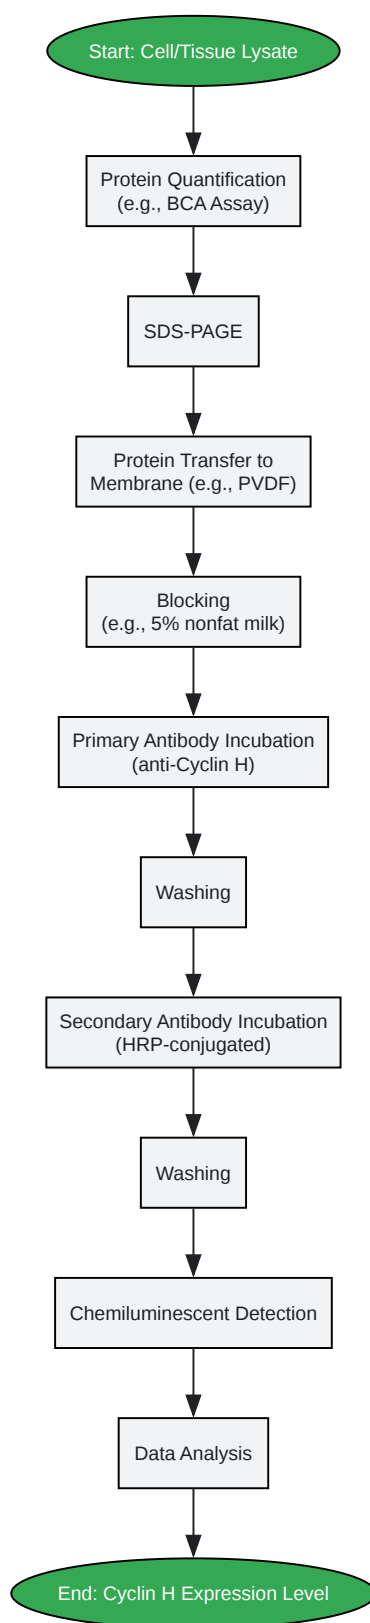 Start: Cell/Tissue Lysate
Protein Quantification
(e.g., BCA Assay)
SDS-PAGE
Protein Transfer to
Membrane (e.g., PVDF)
Blocking
(e.g., 5% nonfat milk)
Primary Antibody Incubation
(anti-Cyclin H)
Washing
Secondary Antibody Incubation
(HRP-conjugated)
Washing
Chemiluminescent Detection
Data Analysis
End: Cyclin H Expression Level